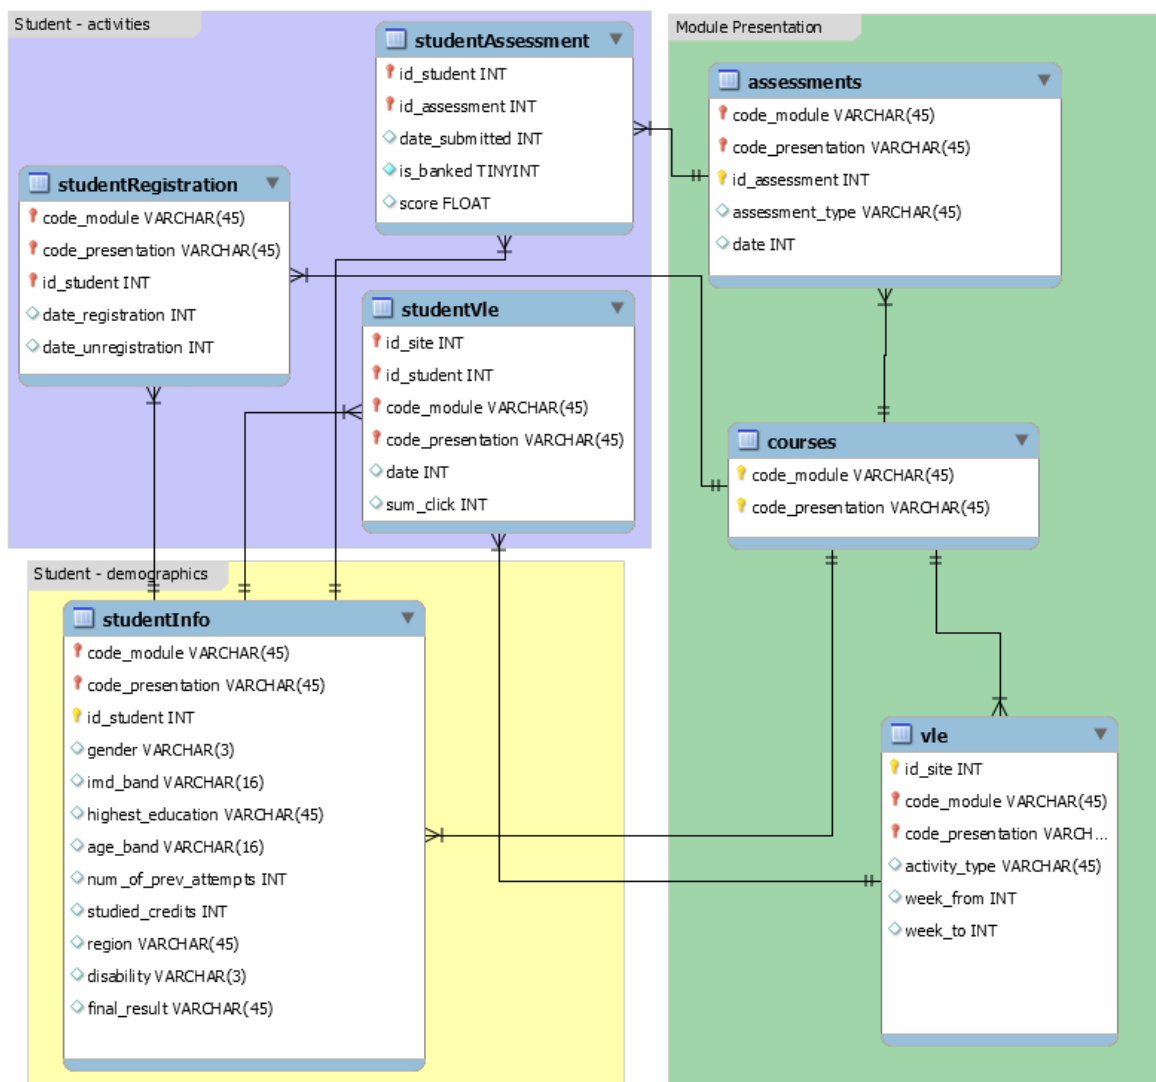 Student - activities
studentAssessment
id_student INT
id_assessment INT
date_submitted INT
is_banked TINYINT
score FLOAT
studentRegistration
code_module VARCHAR(45)
code_presentation VARCHAR(45)
id_student INT
date_registration INT
date_unregistration INT
studentVle
id_site INT
id_student INT
code_module VARCHAR(45)
code_presentation VARCHAR(45)
date INT
sum_click INT
Student - demographics
studentInfo
code_module VARCHAR(45)
code_presentation VARCHAR(45)
id_student INT
gender VARCHAR(3)
imd_band VARCHAR(16)
highest_education VARCHAR(45)
age_band VARCHAR(16)
num_of_prev_attempts INT
studied_credits INT
region VARCHAR(45)
disability VARCHAR(3)
final_result VARCHAR(45)
Module Presentation
assessments
code_module VARCHAR(45)
code_presentation VARCHAR(45)
id_assessment INT
assessment_type VARCHAR(45)
date INT
courses
code_module VARCHAR(45)
code_presentation VARCHAR(45)
vle
id_site INT
code_module VARCHAR(45)
code_presentation VARCH...
activity_type VARCHAR(45)
week_from INT
week_to INT